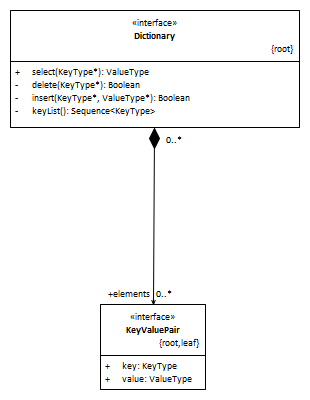 «interface»
Dictionary
{root}
+ select(KeyType*): ValueType
- delete(KeyType*): Boolean
- insert(KeyType*, ValueType*): Boolean
- keyList(): Sequence<KeyType>
0..*
+elements 0..*
«interface»
KeyValuePair
{root,leaf}
+ key: KeyType
+ value: ValueType